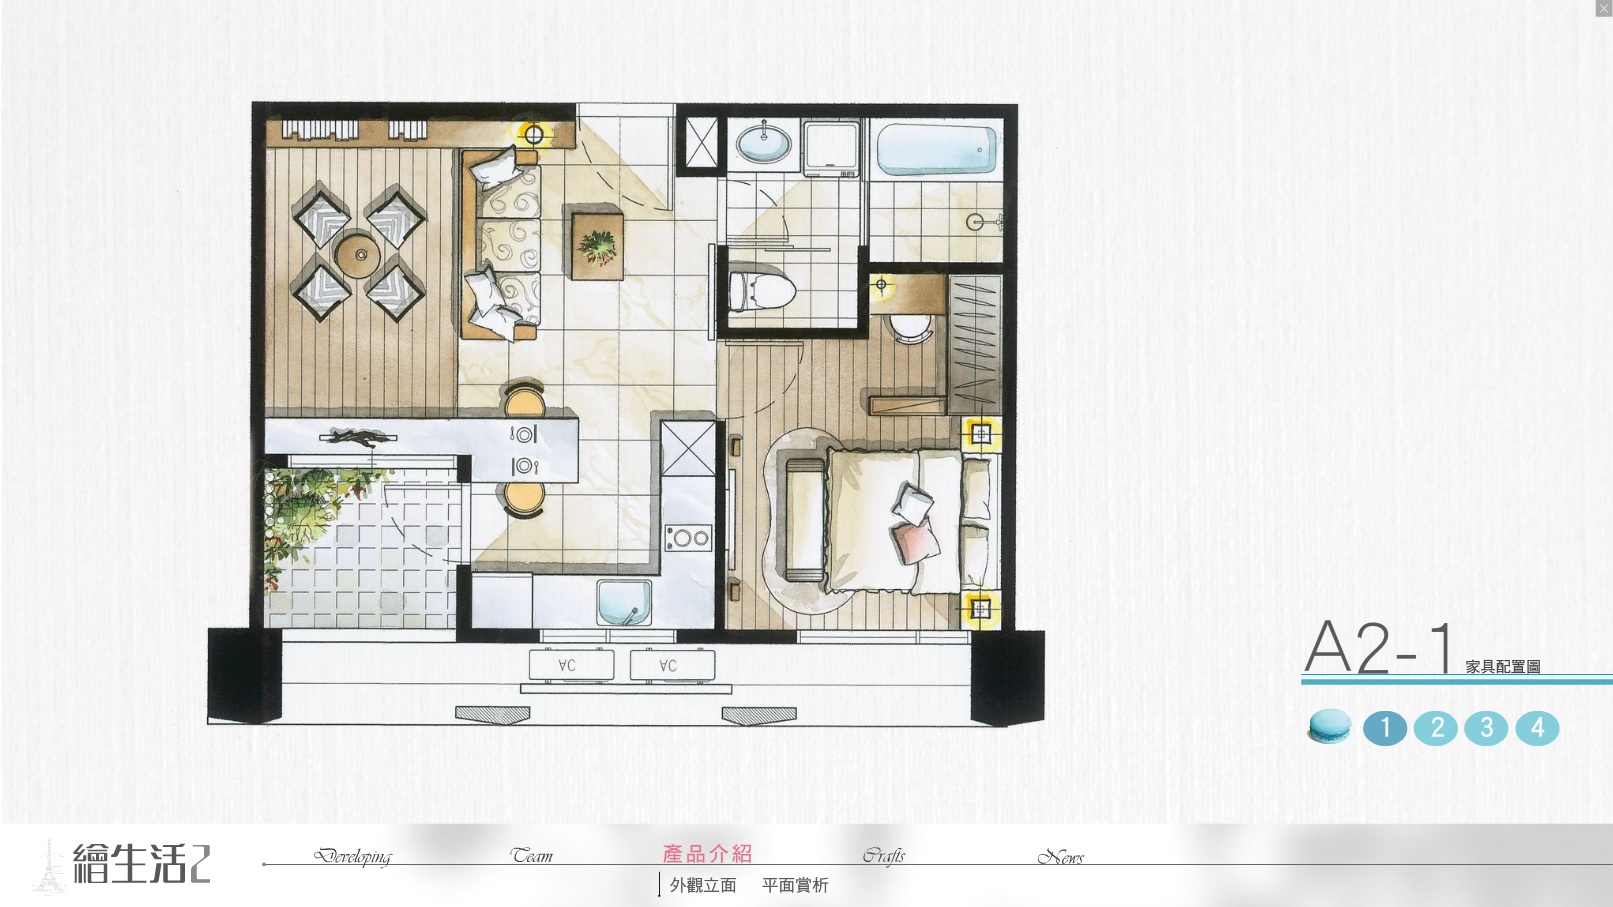 AC
AC
A2-1 家具配置圖
1 2 3 4
繪生活2
Developing
Team
產品介紹
Crafts
News
外觀立面 平面賞析